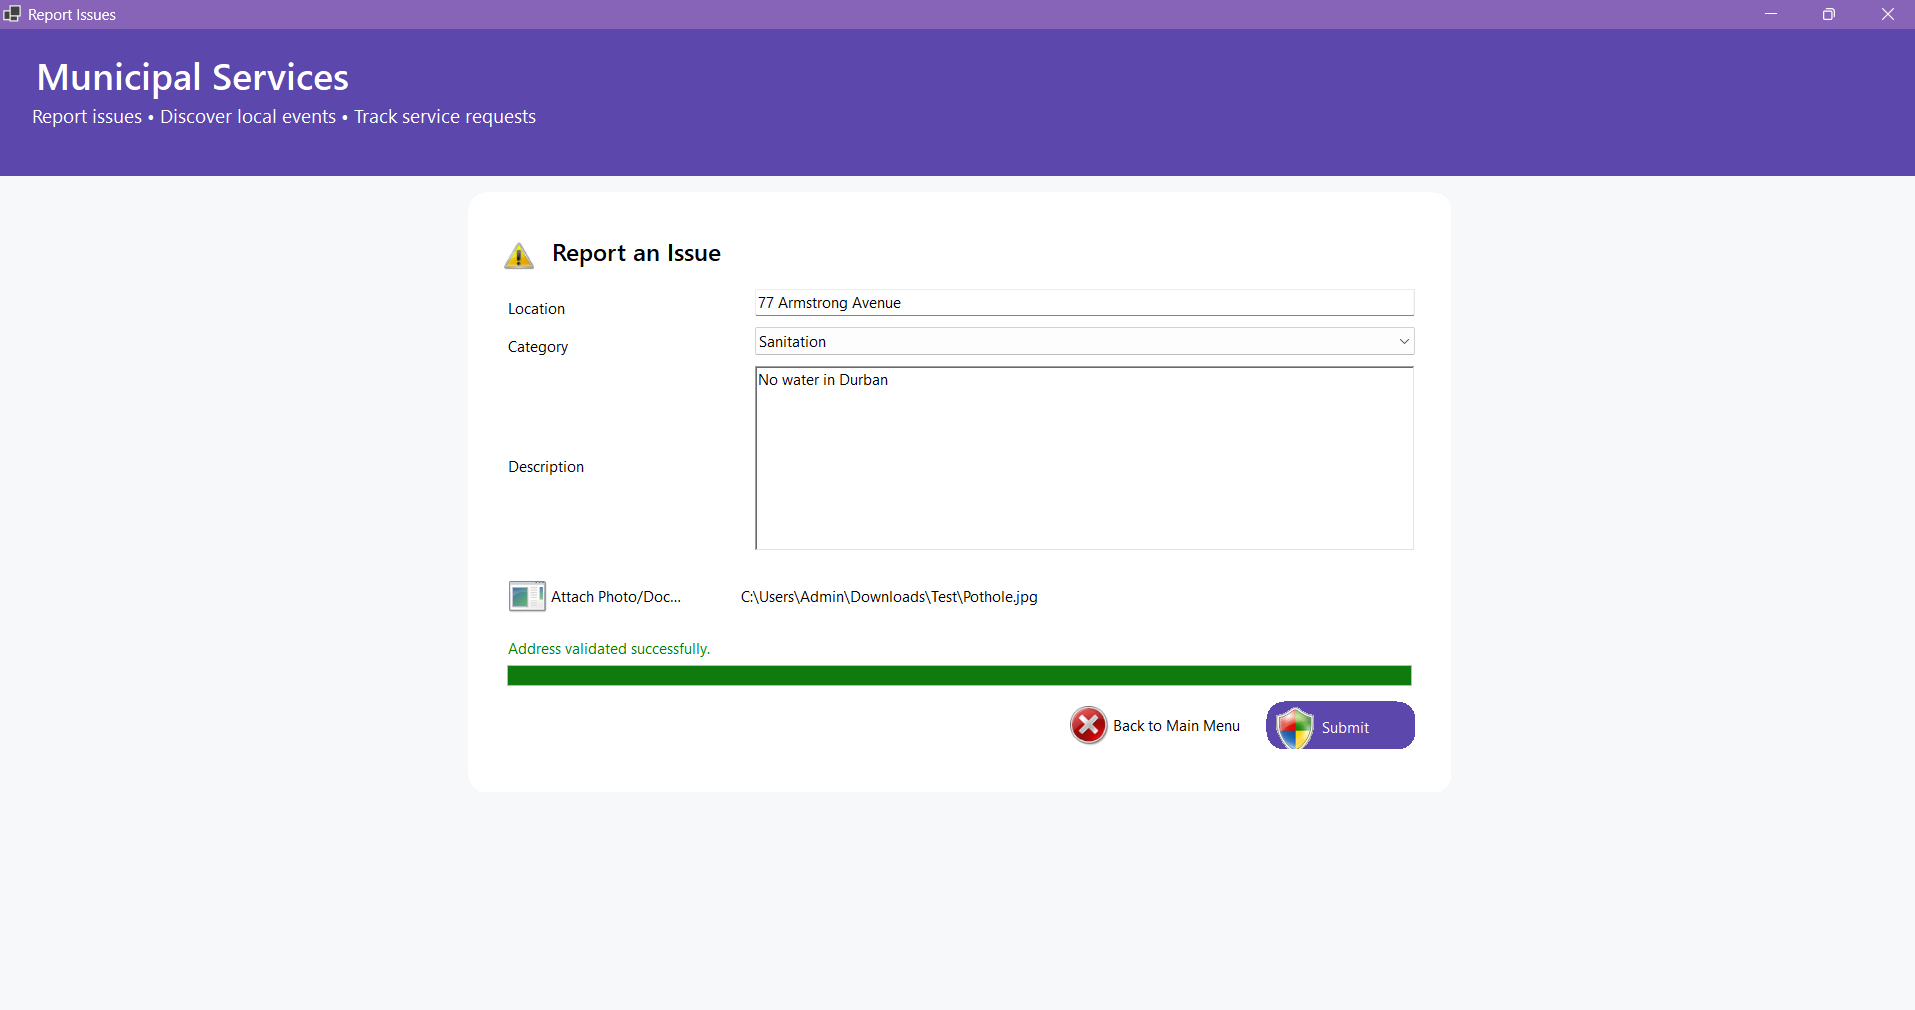 Report Issues
Municipal Services
Report issues • Discover local events • Track service requests
Report an Issue
Location
77 Armstrong Avenue
Category
Sanitation
Description
No water in Durban
Attach Photo/Doc...
C:\Users\Admin\Downloads\Test\Pothole.jpg
Address validated successfully.
Back to Main Menu
Submit